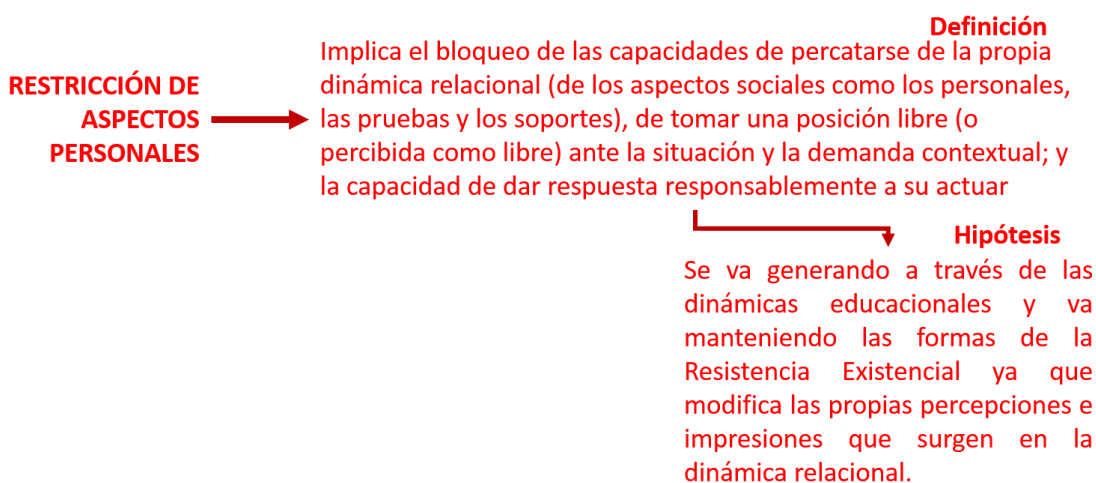 Definición
RESTRICCIÓN DE
ASPECTOS
PERSONALES
Implica el bloqueo de las capacidades de percatarse de la propia
dinámica relacional (de los aspectos sociales como los personales,
las pruebas y los soportes), de tomar una posición libre (o
percibida como libre) ante la situación y la demanda contextual; y
la capacidad de dar respuesta responsablemente a su actuar
Hipótesis
Se va generando a través de las
dinámicas educacionales y va
manteniendo las formas de la
Resistencia Existencial ya que
modifica las propias percepciones e
impresiones que surgen en la
dinámica relacional.